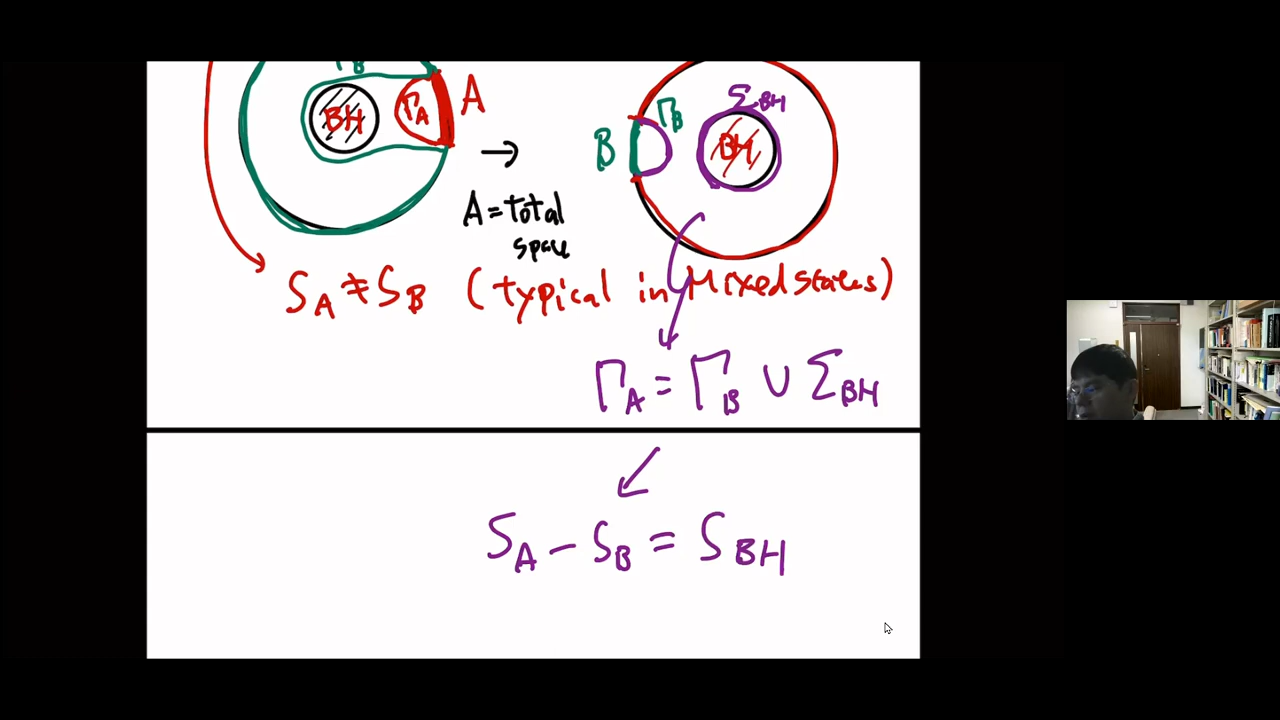 Γ_B
BH Γ_A A
Σ_BH
Γ_B
B BH
→
A = total
space
S_A ≠ S_B (typical in Mixed states)
Γ_A = Γ_B ∪ Σ_BH
S_A - S_B = S_BH